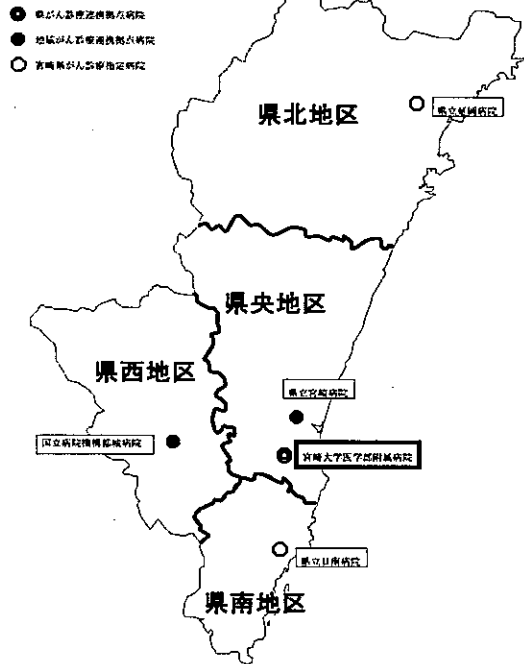 県がん診療連携拠点病院
地域がん診療連携拠点病院
宮崎県がん診療指定病院
県北地区
県立延岡病院
県央地区
県西地区
県立宮崎病院
国立病院機構都城病院
宮崎大学医学部附属病院
県立日南病院
県南地区